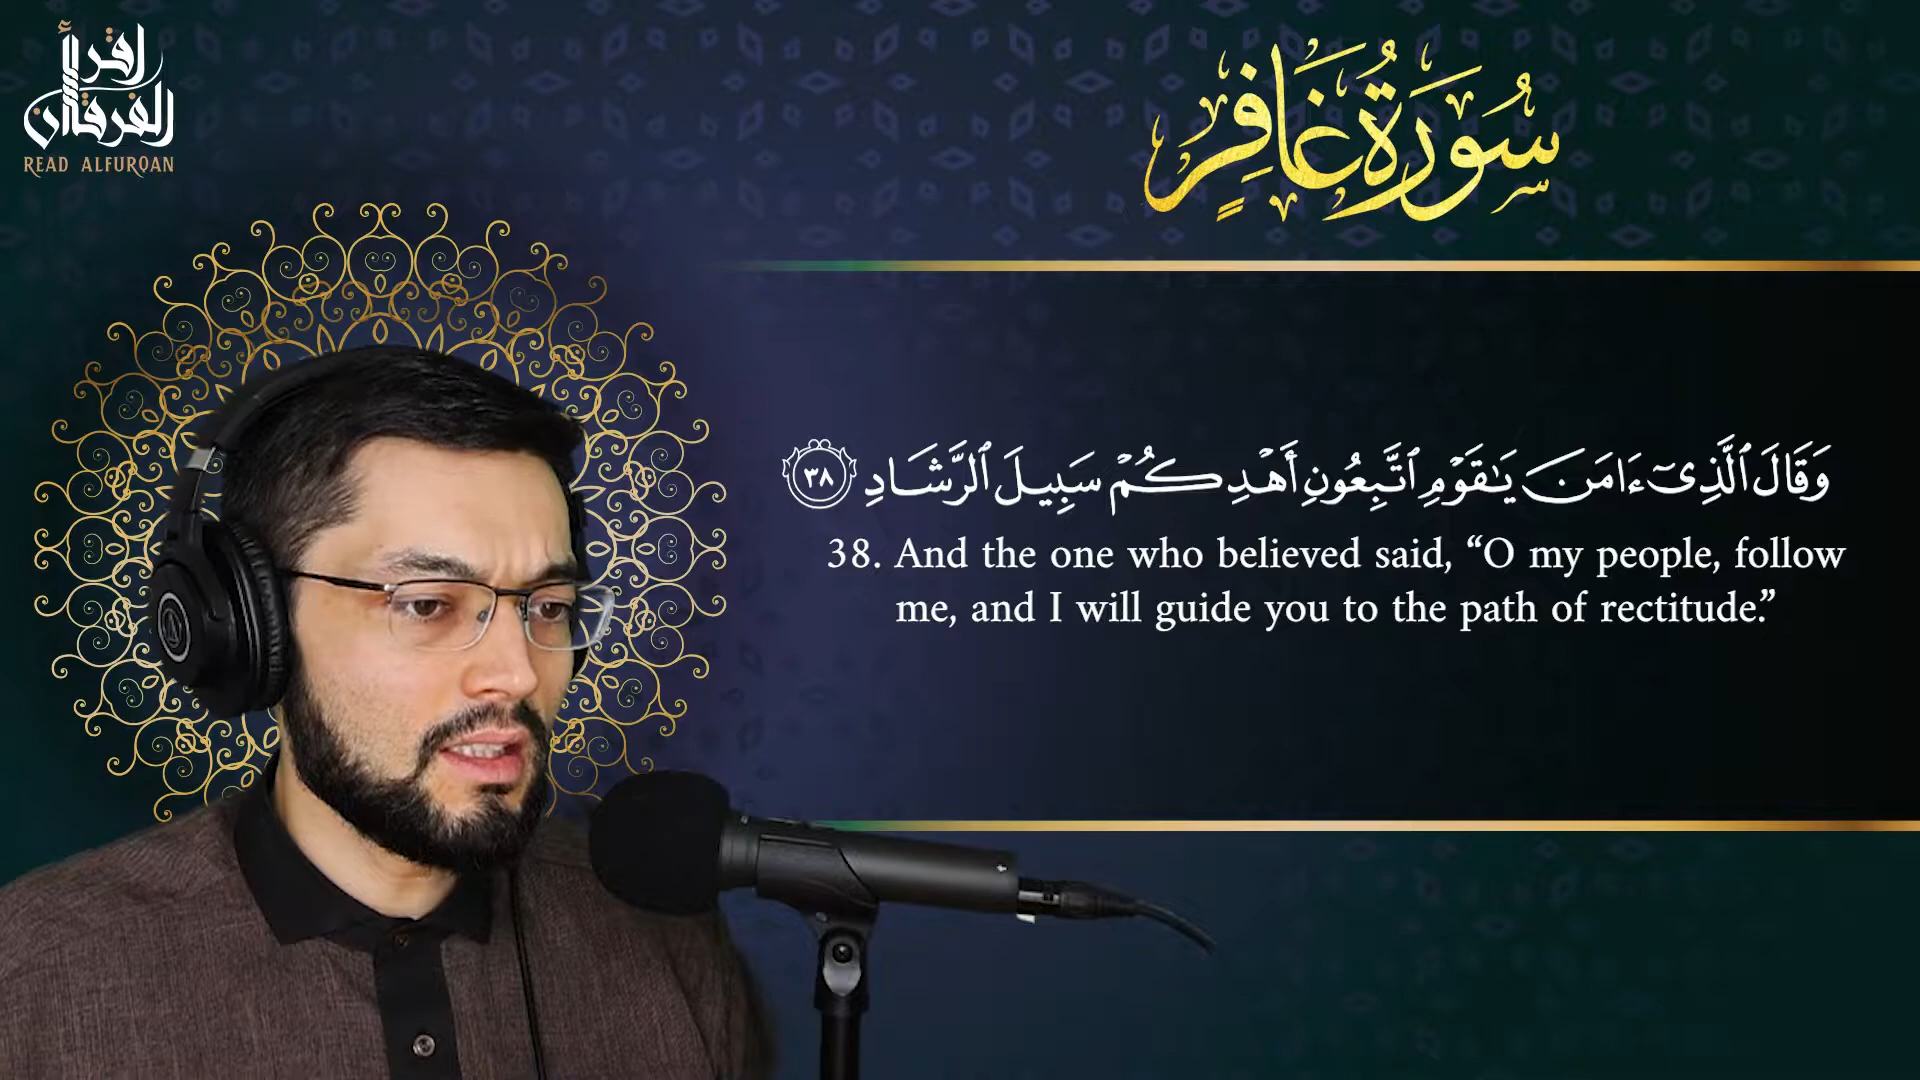 اقرأ
الفرقان
READ ALFURQAN
سُورَةُ غَافِرٍ
وَقَالَ ٱلَّذِىٓ ءَامَنَ يَٰقَوْمِ ٱتَّبِعُونِ أَهْدِكُمْ سَبِيلَ ٱلرَّشَادِ ٣٨
38. And the one who believed said, “O my people, follow
me, and I will guide you to the path of rectitude.”